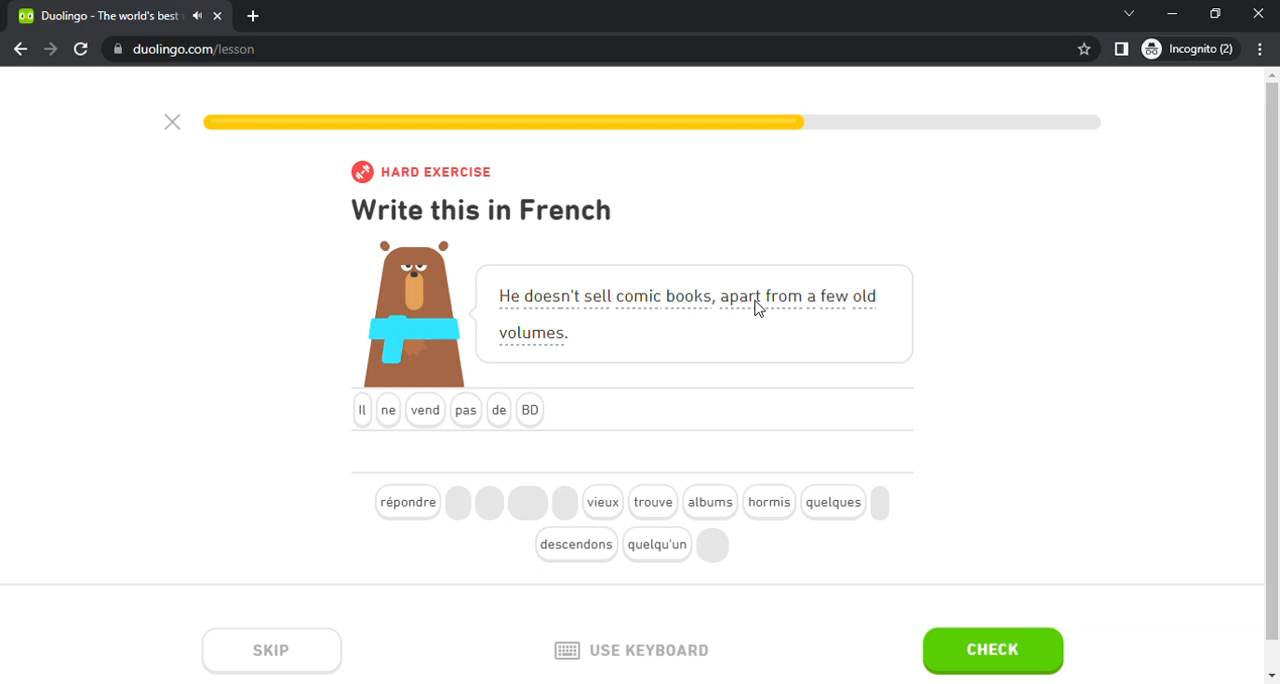 Duolingo - The world's best
duolingo.com/lesson
Incognito (2)
HARD EXERCISE
Write this in French
He doesn't sell comic books, apart from a few old
volumes.
Il ne vend pas de BD
répondre vieux trouve albums hormis quelques
descendons quelqu'un
SKIP USE KEYBOARD CHECK